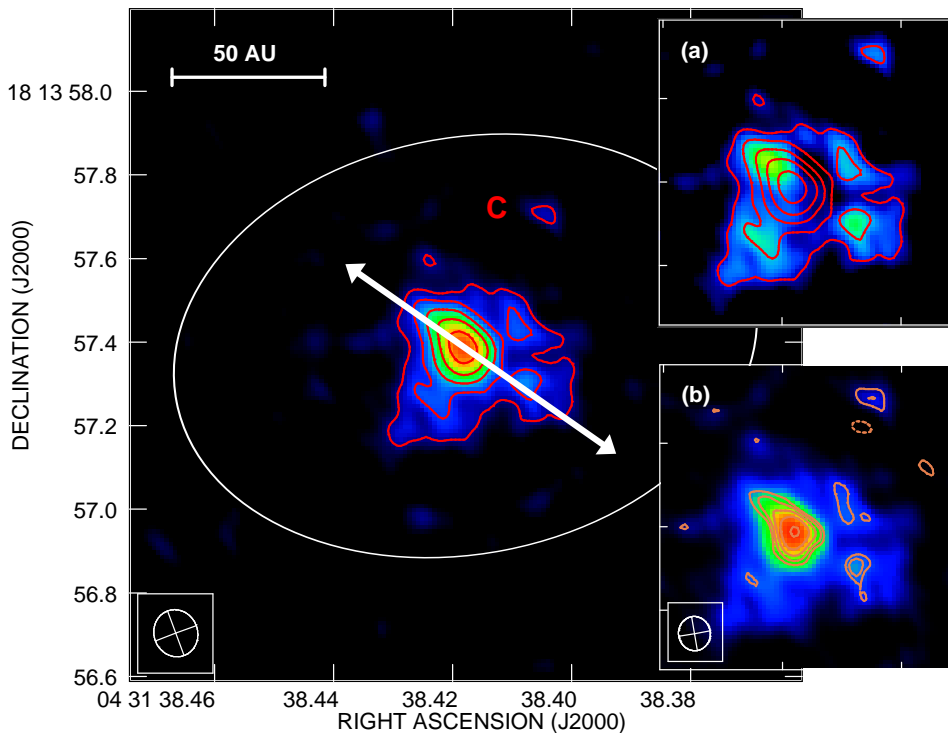 50 AU
(a)
18 13 58.0
57.8
C
57.6
57.4
(b)
57.2
57.0
56.8
56.6
04 31 38.46
38.44
38.42
38.40
38.38
RIGHT ASCENSION (J2000)
DECLINATION (J2000)